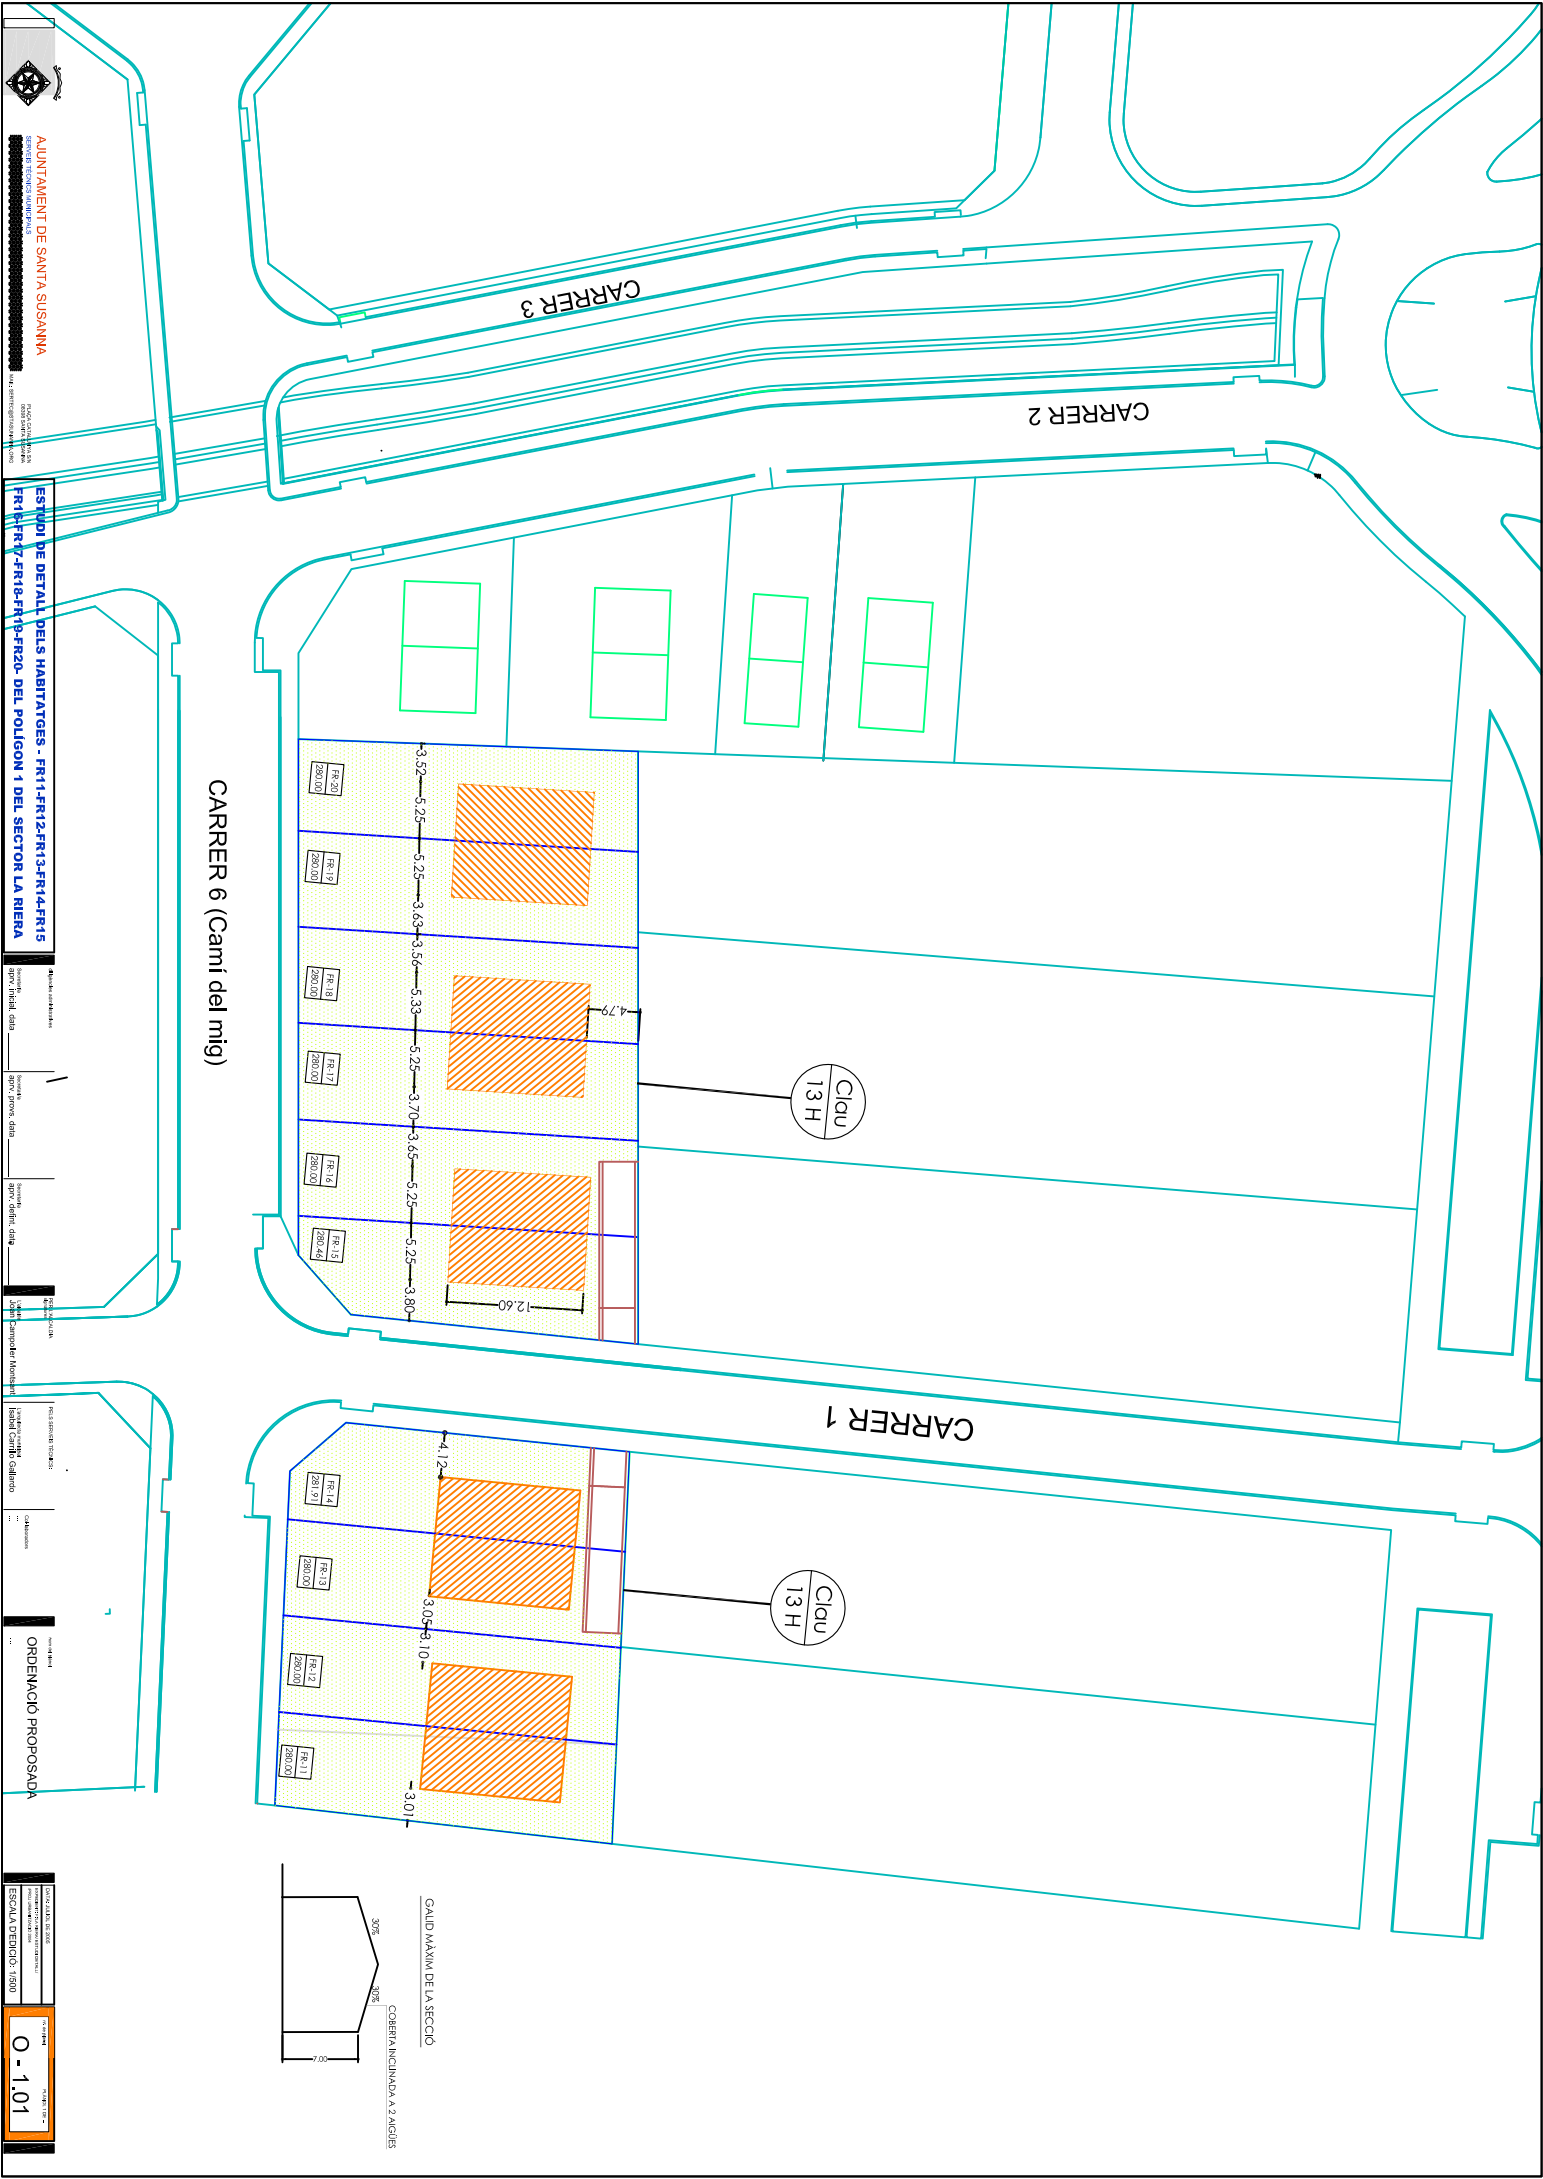 CARRER 3
CARRER 2
CARRER 6 (Camí del mig)
CARRER 1
3.52
5.25
5.25
3.63
3.56
5.33
5.25
3.70
3.65
5.25
5.25
3.80
4.79
12.60
FR-20
280.00
FR-19
280.00
FR-18
280.00
FR-17
280.00
FR-16
280.00
FR-15
280.46
Clau
13 H
4.12
3.05
3.10
3.01
FR-14
281.91
FR-13
280.00
FR-12
280.00
FR-11
280.00
Clau
13 H
GALID MÀXIM DE LA SECCIÓ
COBERTA INCLINADA A 2 AIGÜES
30%
30%
7.00
AJUNTAMENT DE SANTA SUSANNA
SERVEIS TÈCNICS MUNICIPALS
ESTUDI DE DETALL DELS HABITATGES - FR11-FR12-FR13-FR14-FR15
FR16-FR17-FR18-FR19-FR20- DEL POLÍGON 1 DEL SECTOR LA RIERA
aprv. inicial. data
aprv. provs. data
aprv. defint. data
Joan Campolier Montsant
PELS SERVEIS TÈCNICS:
Isabel Carrillo Gallardo
...
ORDENACIÓ PROPOSADA
...
ESCALA D'EDICIÓ: 1/500
O - 1.01